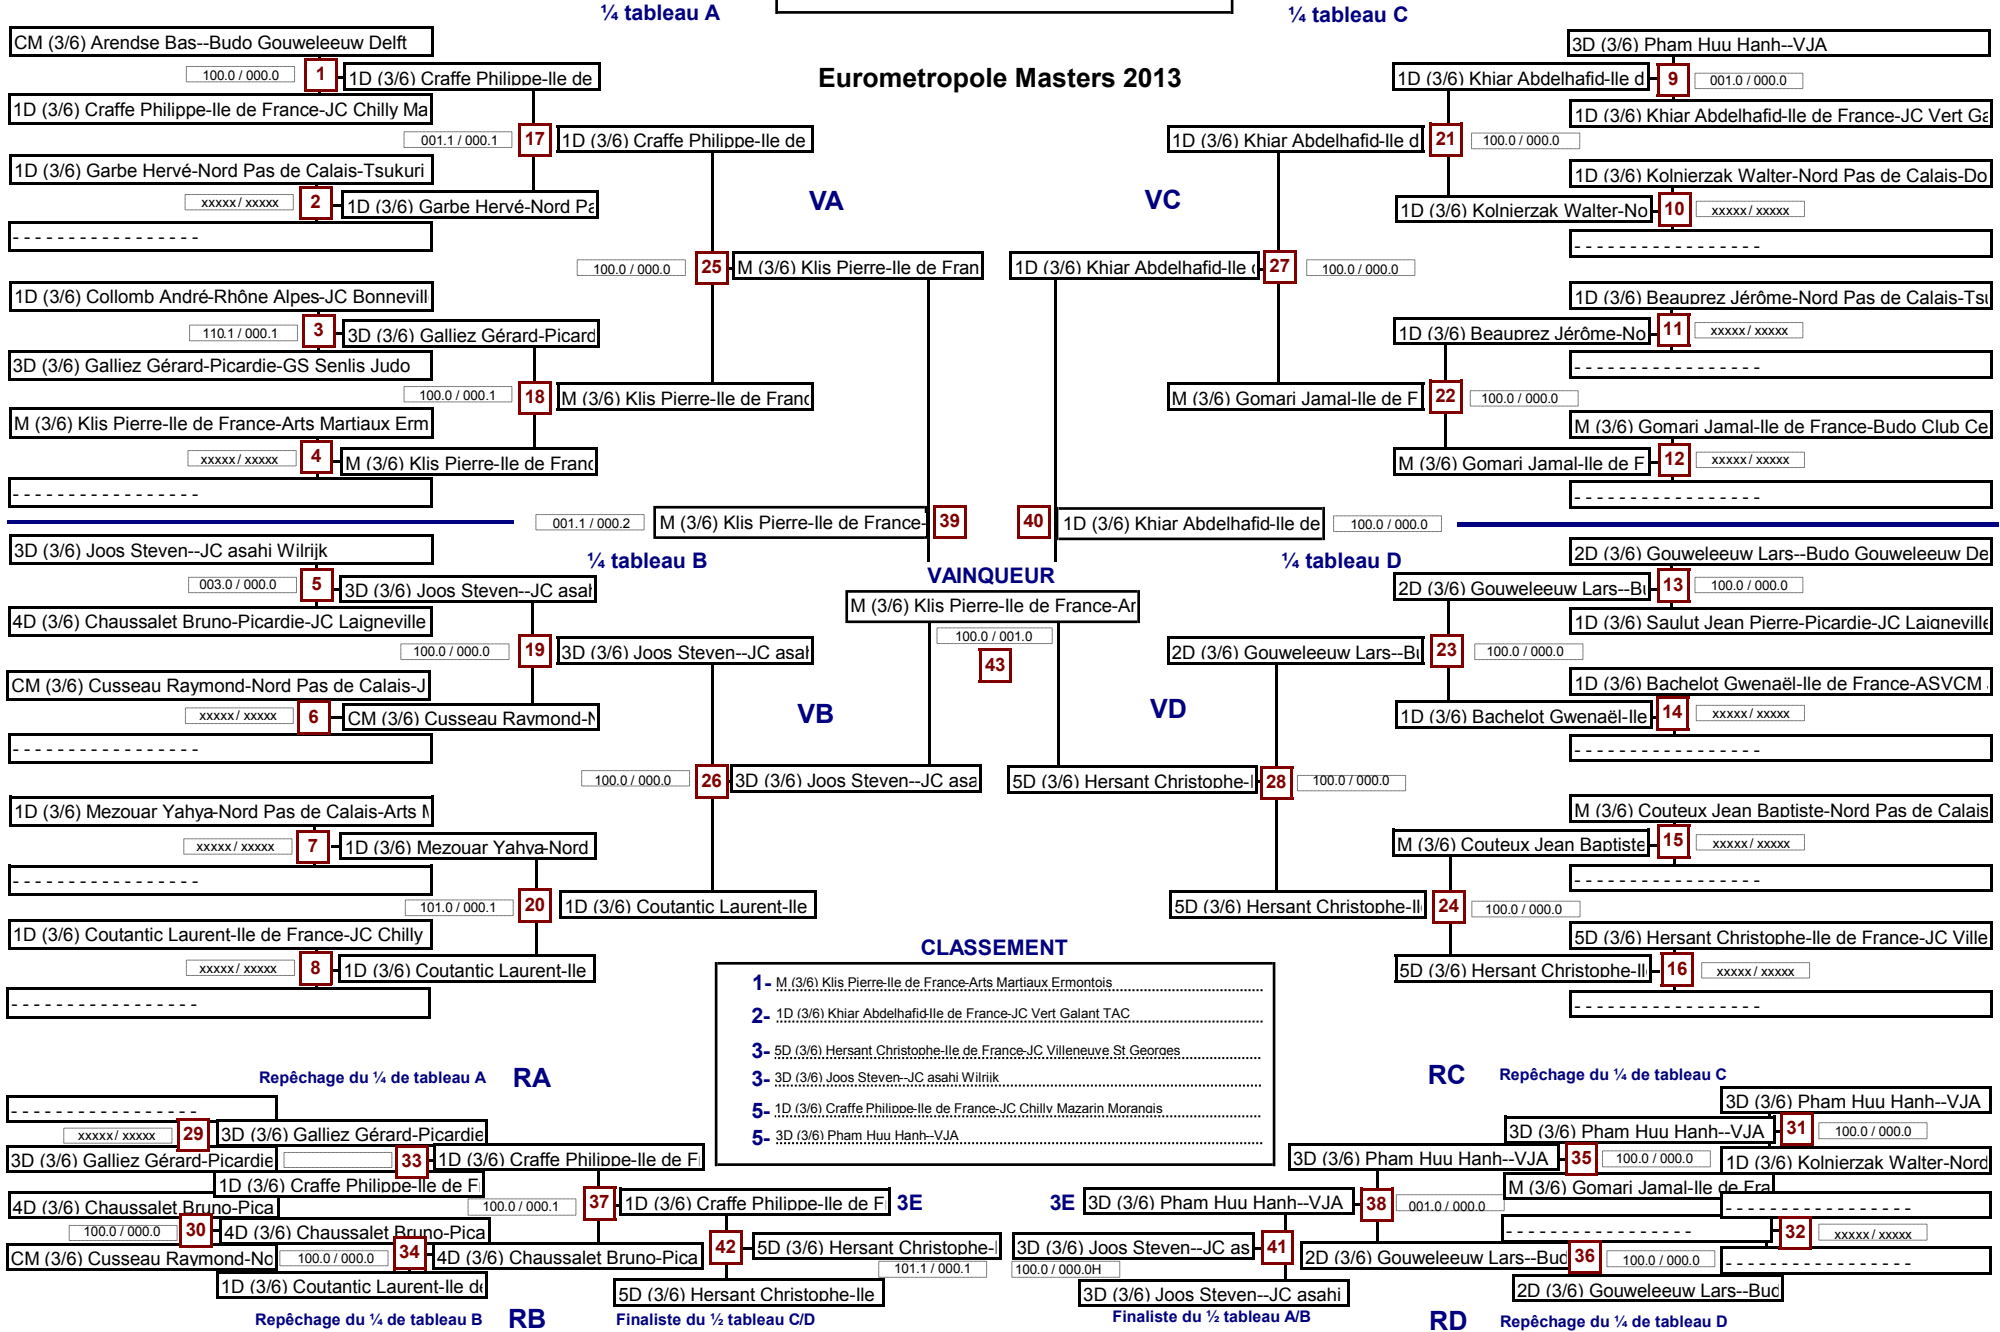 ¼ tableau A
¼ tableau C
Eurometropole Masters 2013
CM (3/6) Arendse Bas--Budo Gouweleeuw Delft
100.0 / 000.0
1
1D (3/6) Craffe Philippe-Ile de
1D (3/6) Craffe Philippe-Ile de France-JC Chilly Ma
001.1 / 000.1
17
1D (3/6) Craffe Philippe-Ile de
1D (3/6) Garbe Hervé-Nord Pas de Calais-Tsukuri
xxxxx / xxxxx
2
1D (3/6) Garbe Hervé-Nord Pa
- - - - - - - - - - - - - - - - -
VA
100.0 / 000.0
25
M (3/6) Klis Pierre-Ile de Fran
1D (3/6) Collomb André-Rhône Alpes-JC Bonnevill
110.1 / 000.1
3
3D (3/6) Galliez Gérard-Picard
3D (3/6) Galliez Gérard-Picardie-GS Senlis Judo
100.0 / 000.1
18
M (3/6) Klis Pierre-Ile de Franc
M (3/6) Klis Pierre-Ile de France-Arts Martiaux Erm
xxxxx / xxxxx
4
M (3/6) Klis Pierre-Ile de Franc
- - - - - - - - - - - - - - - - -
001.1 / 000.2
M (3/6) Klis Pierre-Ile de France-
39
3D (3/6) Pham Huu Hanh--VJA
1D (3/6) Khiar Abdelhafid-Ile d
9
001.0 / 000.0
1D (3/6) Khiar Abdelhafid-Ile de France-JC Vert Ga
1D (3/6) Khiar Abdelhafid-Ile d
21
100.0 / 000.0
1D (3/6) Kolnierzak Walter-Nord Pas de Calais-Do
1D (3/6) Kolnierzak Walter-No
10
xxxxx / xxxxx
- - - - - - - - - - - - - - - - -
VC
1D (3/6) Khiar Abdelhafid-Ile
27
100.0 / 000.0
1D (3/6) Beauprez Jérôme-Nord Pas de Calais-Tsu
1D (3/6) Beauprez Jérôme-No
11
xxxxx / xxxxx
- - - - - - - - - - - - - - - - -
M (3/6) Gomari Jamal-Ile de F
22
100.0 / 000.0
M (3/6) Gomari Jamal-Ile de France-Budo Club Ce
M (3/6) Gomari Jamal-Ile de F
12
xxxxx / xxxxx
- - - - - - - - - - - - - - - - -
40
1D (3/6) Khiar Abdelhafid-Ile de
100.0 / 000.0
¼ tableau B
¼ tableau D
VAINQUEUR
M (3/6) Klis Pierre-Ile de France-Ar
100.0 / 001.0
43
3D (3/6) Joos Steven--JC asahi Wilrijk
003.0 / 000.0
5
3D (3/6) Joos Steven--JC asah
4D (3/6) Chaussalet Bruno-Picardie-JC Laigneville
100.0 / 000.0
19
3D (3/6) Joos Steven--JC asah
CM (3/6) Cusseau Raymond-Nord Pas de Calais-J
xxxxx / xxxxx
6
CM (3/6) Cusseau Raymond-N
- - - - - - - - - - - - - - - - -
VB
100.0 / 000.0
26
3D (3/6) Joos Steven--JC asa
1D (3/6) Mezouar Yahya-Nord Pas de Calais-Arts M
xxxxx / xxxxx
7
1D (3/6) Mezouar Yahya-Nord
- - - - - - - - - - - - - - - - -
101.0 / 000.1
20
1D (3/6) Coutantic Laurent-Ile
1D (3/6) Coutantic Laurent-Ile de France-JC Chilly
xxxxx / xxxxx
8
1D (3/6) Coutantic Laurent-Ile
- - - - - - - - - - - - - - - - -
2D (3/6) Gouweleeuw Lars--Budo Gouweleeuw De
2D (3/6) Gouweleeuw Lars--Bu
13
100.0 / 000.0
1D (3/6) Saulut Jean Pierre-Picardie-JC Laigneville
2D (3/6) Gouweleeuw Lars--Bu
23
100.0 / 000.0
1D (3/6) Bachelot Gwenaël-Ile de France-ASVCM
1D (3/6) Bachelot Gwenaël-Ile
14
xxxxx / xxxxx
- - - - - - - - - - - - - - - - -
VD
5D (3/6) Hersant Christophe-I
28
100.0 / 000.0
M (3/6) Couteux Jean Baptiste-Nord Pas de Calais
M (3/6) Couteux Jean Baptiste
15
xxxxx / xxxxx
- - - - - - - - - - - - - - - - -
5D (3/6) Hersant Christophe-Il
24
100.0 / 000.0
5D (3/6) Hersant Christophe-Ile de France-JC Ville
5D (3/6) Hersant Christophe-Il
16
xxxxx / xxxxx
- - - - - - - - - - - - - - - - -
CLASSEMENT
1- M (3/6) Klis Pierre-Ile de France-Arts Martiaux Ermontois
2- 1D (3/6) Khiar Abdelhafid-Ile de France-JC Vert Galant TAC
3- 5D (3/6) Hersant Christophe-Ile de France-JC Villeneuve St Georges
3- 3D (3/6) Joos Steven--JC asahi Wilrijk
5- 1D (3/6) Craffe Philippe-Ile de France-JC Chilly Mazarin Morangis
5- 3D (3/6) Pham Huu Hanh--VJA
Repêchage du ¼ de tableau A RA
- - - - - - - - - - - - - - - - -
xxxxx / xxxxx
29
3D (3/6) Galliez Gérard-Picardie
3D (3/6) Galliez Gérard-Picardie
33
1D (3/6) Craffe Philippe-Ile de F
1D (3/6) Craffe Philippe-Ile de F
4D (3/6) Chaussalet Bruno-Pica
100.0 / 000.0
30
4D (3/6) Chaussalet Bruno-Pica
CM (3/6) Cusseau Raymond-No
100.0 / 000.0
34
4D (3/6) Chaussalet Bruno-Pica
1D (3/6) Coutantic Laurent-Ile de
100.0 / 000.1
37
1D (3/6) Craffe Philippe-Ile de F
3E
42
5D (3/6) Hersant Christophe-I
101.1 / 000.1
5D (3/6) Hersant Christophe-Ile
Repêchage du ¼ de tableau B RB
Finaliste du ½ tableau C/D
RC Repêchage du ¼ de tableau C
3D (3/6) Pham Huu Hanh--VJA
3D (3/6) Pham Huu Hanh--VJA
31
100.0 / 000.0
1D (3/6) Kolnierzak Walter-Nord
3D (3/6) Pham Huu Hanh--VJA
35
100.0 / 000.0
M (3/6) Gomari Jamal-Ile de Fra
3E
3D (3/6) Pham Huu Hanh--VJA
38
001.0 / 000.0
- - - - - - - - - - - - - - - - -
- - - - - - - - - - - - - - - - -
32
xxxxx / xxxxx
- - - - - - - - - - - - - - - - -
3D (3/6) Joos Steven--JC as
41
100.0 / 000.0H
2D (3/6) Gouweleeuw Lars--Bud
36
100.0 / 000.0
3D (3/6) Joos Steven--JC asahi
2D (3/6) Gouweleeuw Lars--Bud
Finaliste du ½ tableau A/B
RD Repêchage du ¼ de tableau D